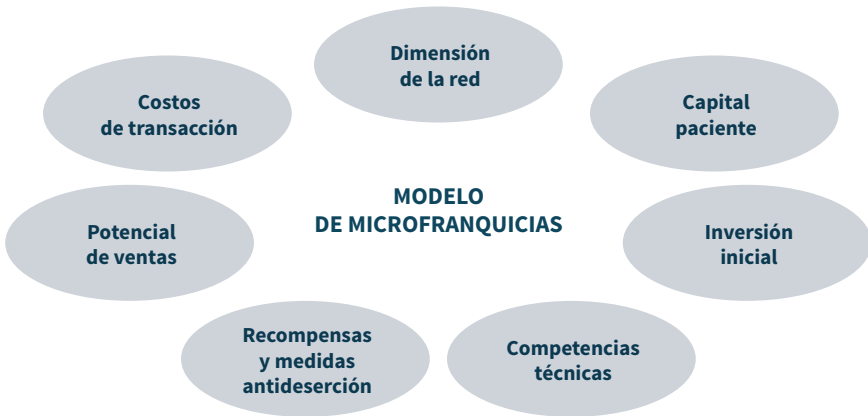 Dimensión
de la red
Costos
de transacción
Capital
paciente
MODELO
DE MICROFRANQUICIAS
Potencial
de ventas
Inversión
inicial
Recompensas
y medidas
antideserción
Competencias
técnicas